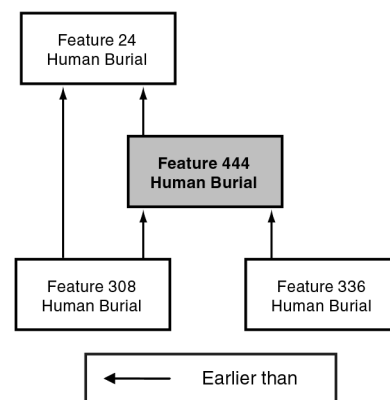 Feature 24
Human Burial
Feature 444
Human Burial
Feature 308
Human Burial
Feature 336
Human Burial
Earlier than